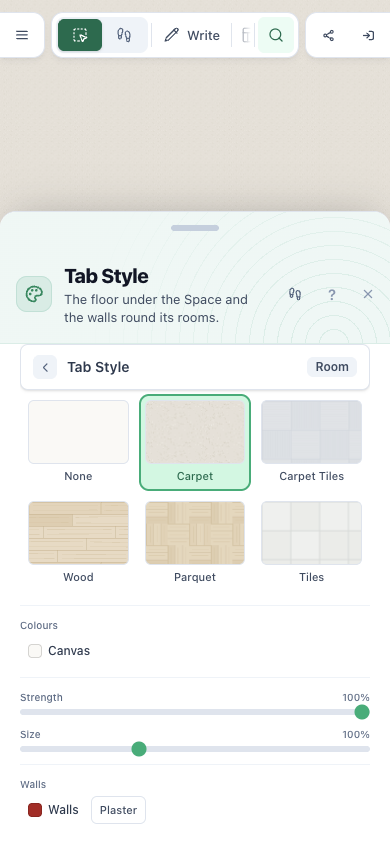 Write
Tab Style
The floor under the Space and
the walls round its rooms.
?
Tab Style
Room
None
Carpet
Carpet Tiles
Wood
Parquet
Tiles
Colours
Canvas
Strength
100%
Size
100%
Walls
Walls
Plaster